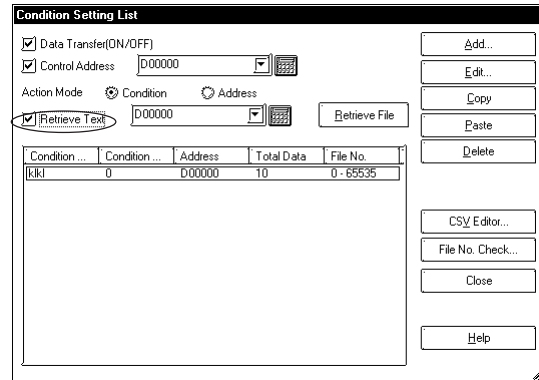 Condition Setting List
Data Transfer(ON/OFF)
Control Address D00000
Action Mode Condition Address
Retrieve Text D00000 Retrieve File
Condition ... Condition ... Address Total Data File No.
klkl 0 D00000 10 0 - 65535
Add...
Edit...
Copy
Paste
Delete
CSV Editor...
File No. Check...
Close
Help